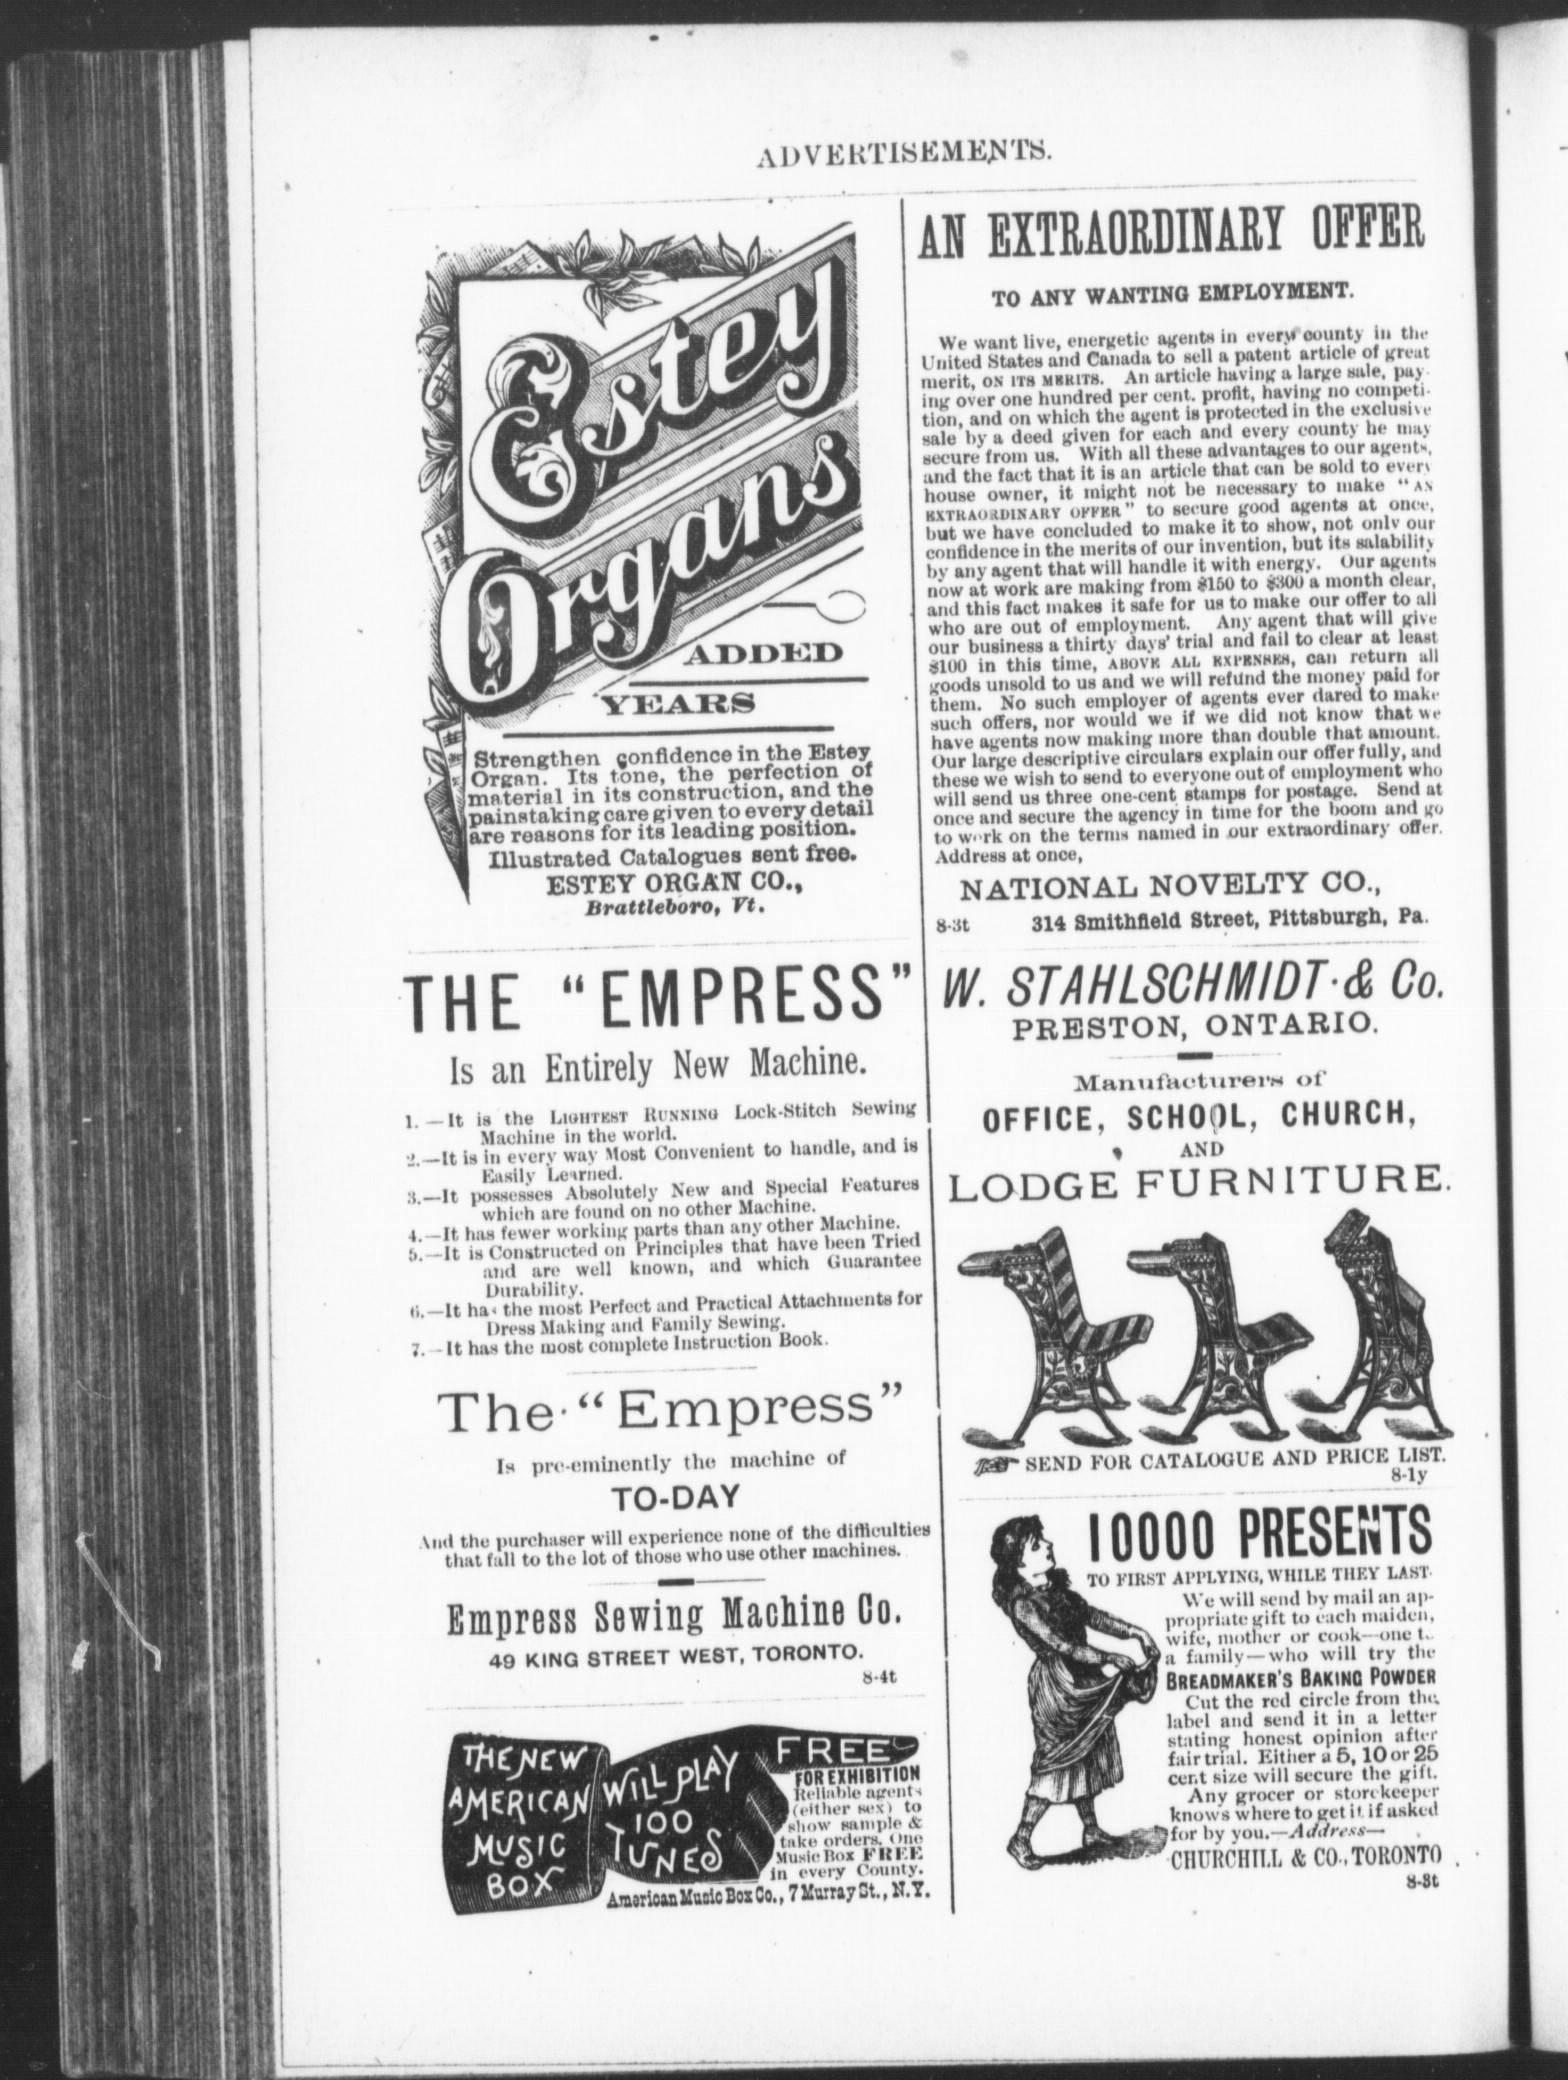 ADVERTISEMENTS.
Estey
Organs
ADDED
YEARS
Strengthen confidence in the Estey
Organ. Its tone, the perfection of
material in its construction, and the
painstaking care given to every detail
are reasons for its leading position.
Illustrated Catalogues sent free.
ESTEY ORGAN CO.,
Brattleboro, Vt.
THE "EMPRESS"
Is an Entirely New Machine.
1.—It is the LIGHTEST RUNNING Lock-Stitch Sewing
Machine in the world.
2.—It is in every way Most Convenient to handle, and is
Easily Learned.
3.—It possesses Absolutely New and Special Features
which are found on no other Machine.
4.—It has fewer working parts than any other Machine.
5.—It is Constructed on Principles that have been Tried
and are well known, and which Guarantee
Durability.
6.—It has the most Perfect and Practical Attachments for
Dress Making and Family Sewing.
7.—It has the most complete Instruction Book.
The "Empress"
Is pre-eminently the machine of
TO-DAY
And the purchaser will experience none of the difficulties
that fall to the lot of those who use other machines.
Empress Sewing Machine Co.
49 KING STREET WEST, TORONTO.
8-4t
THE NEW
AMERICAN
MUSIC
BOX
WILL PLAY
100
TUNES
FREE
FOR EXHIBITION
Reliable agents
(either sex) to
show sample &
take orders. One
Music Box FREE
in every County.
American Music Box Co., 7 Murray St., N.Y.
AN EXTRAORDINARY OFFER
TO ANY WANTING EMPLOYMENT.
We want live, energetic agents in every county in the
United States and Canada to sell a patent article of great
merit, ON ITS MERITS. An article having a large sale, pay-
ing over one hundred per cent. profit, having no competi-
tion, and on which the agent is protected in the exclusive
sale by a deed given for each and every county he may
secure from us. With all these advantages to our agents,
and the fact that it is an article that can be sold to every
house owner, it might not be necessary to make "AN
EXTRAORDINARY OFFER" to secure good agents at once,
but we have concluded to make it to show, not only our
confidence in the merits of our invention, but its salability
by any agent that will handle it with energy. Our agents
now at work are making from $150 to $300 a month clear,
and this fact makes it safe for us to make our offer to all
who are out of employment. Any agent that will give
our business a thirty days' trial and fail to clear at least
$100 in this time, ABOVE ALL EXPENSES, can return all
goods unsold to us and we will refund the money paid for
them. No such employer of agents ever dared to make
such offers, nor would we if we did not know that we
have agents now making more than double that amount.
Our large descriptive circulars explain our offer fully, and
these we wish to send to everyone out of employment who
will send us three one-cent stamps for postage. Send at
once and secure the agency in time for the boom and go
to work on the terms named in our extraordinary offer.
Address at once,
NATIONAL NOVELTY CO.,
8-3t 314 Smithfield Street, Pittsburgh, Pa.
W. STAHLSCHMIDT & Co.
PRESTON, ONTARIO.
Manufacturers of
OFFICE, SCHOOL, CHURCH,
AND
LODGE FURNITURE.
SEND FOR CATALOGUE AND PRICE LIST.
8-1y
10000 PRESENTS
TO FIRST APPLYING, WHILE THEY LAST.
We will send by mail an ap-
propriate gift to each maiden,
wife, mother or cook—one to
a family—who will try the
BREADMAKER'S BAKING POWDER
Cut the red circle from the
label and send it in a letter
stating honest opinion after
fair trial. Either a 5, 10 or 25
cent size will secure the gift.
Any grocer or storekeeper
knows where to get it if asked
for by you.—Address—
CHURCHILL & CO., TORONTO
8-3t